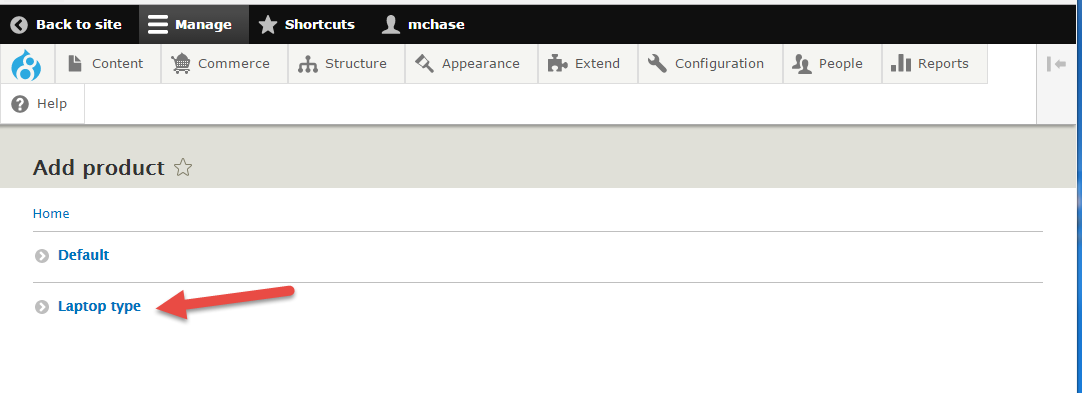 Back to site Manage Shortcuts mchase
Content Commerce Structure Appearance Extend Configuration People Reports
Help
Add product
Home
Default
Laptop type